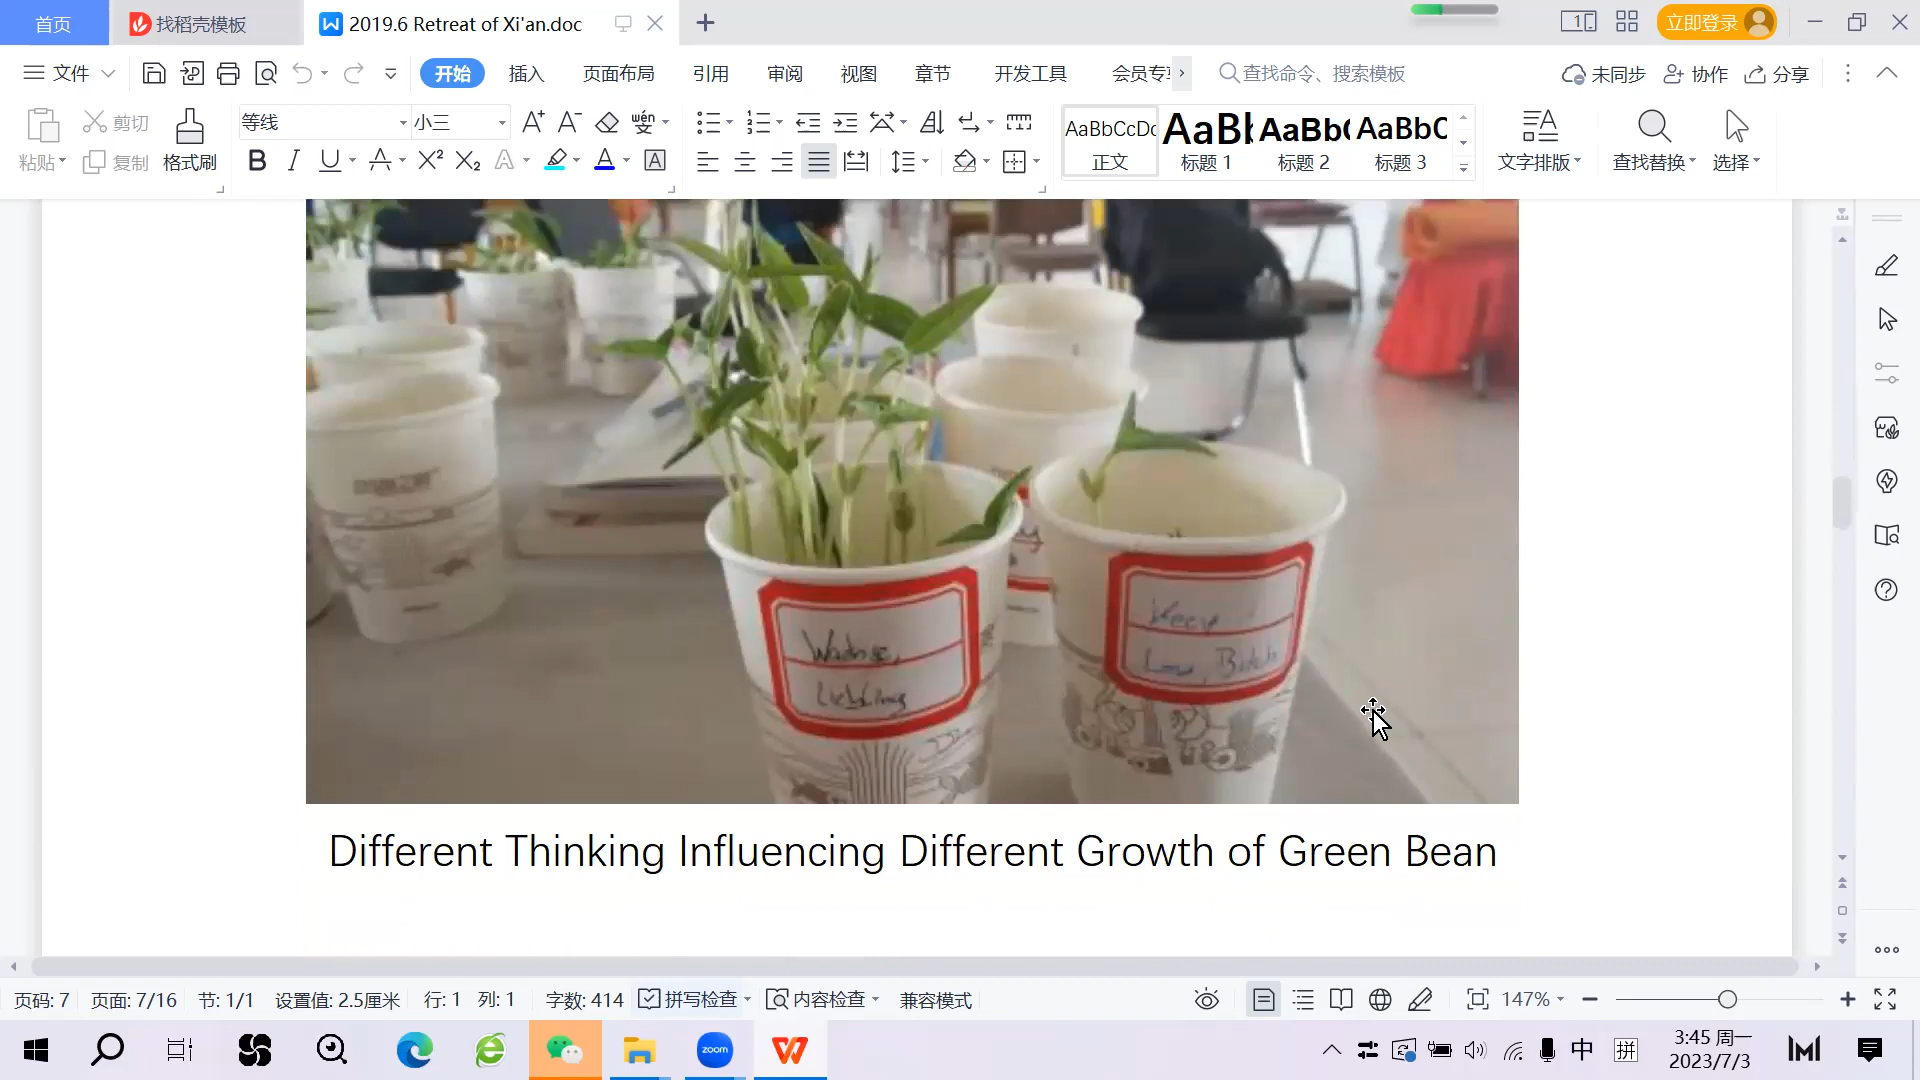 首页
找稻壳模板
2019.6 Retreat of Xi'an.doc
立即登录
文件
开始
插入
页面布局
引用
审阅
视图
章节
开发工具
会员专
查找命令、搜索模板
未同步
协作
分享
粘贴
剪切
复制
格式刷
等线
小三
wén
AaBbCcDd
正文
AaBb
标题 1
AaBb(
标题 2
AaBbC
标题 3
文字排版
查找替换
选择
Different Thinking Influencing Different Growth of Green Bean
页码: 7
页面: 7/16
节: 1/1
设置值: 2.5厘米
行: 1
列: 1
字数: 414
拼写检查
内容检查
兼容模式
147%
zoom
中
拼
3:45 周一
2023/7/3